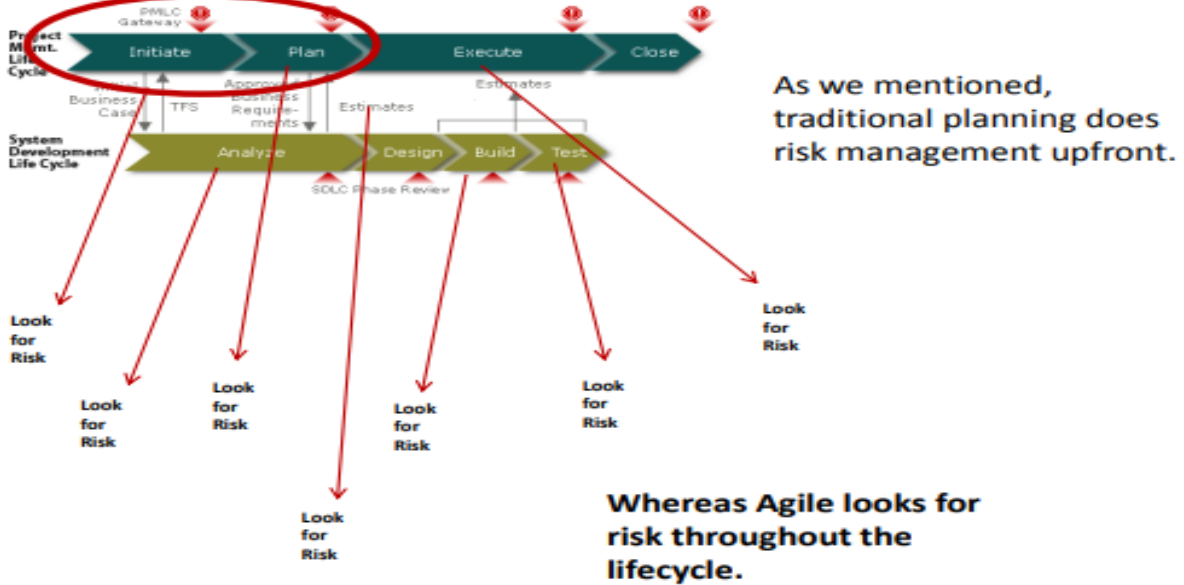 PMLC
Gateway
Project
Mgmt.
Life
Cycle
Initiate
Plan
Execute
Close
Initial
Business
Case
TFS
Approved
Business
Require-
ments
Estimates
Estimates
System
Development
Life Cycle
Analyze
Design
Build
Test
SDLC Phase Review
As we mentioned,
traditional planning does
risk management upfront.
Look
for
Risk
Look
for
Risk
Look
for
Risk
Look
for
Risk
Look
for
Risk
Look
for
Risk
Look
for
Risk
Whereas Agile looks for
risk throughout the
lifecycle.